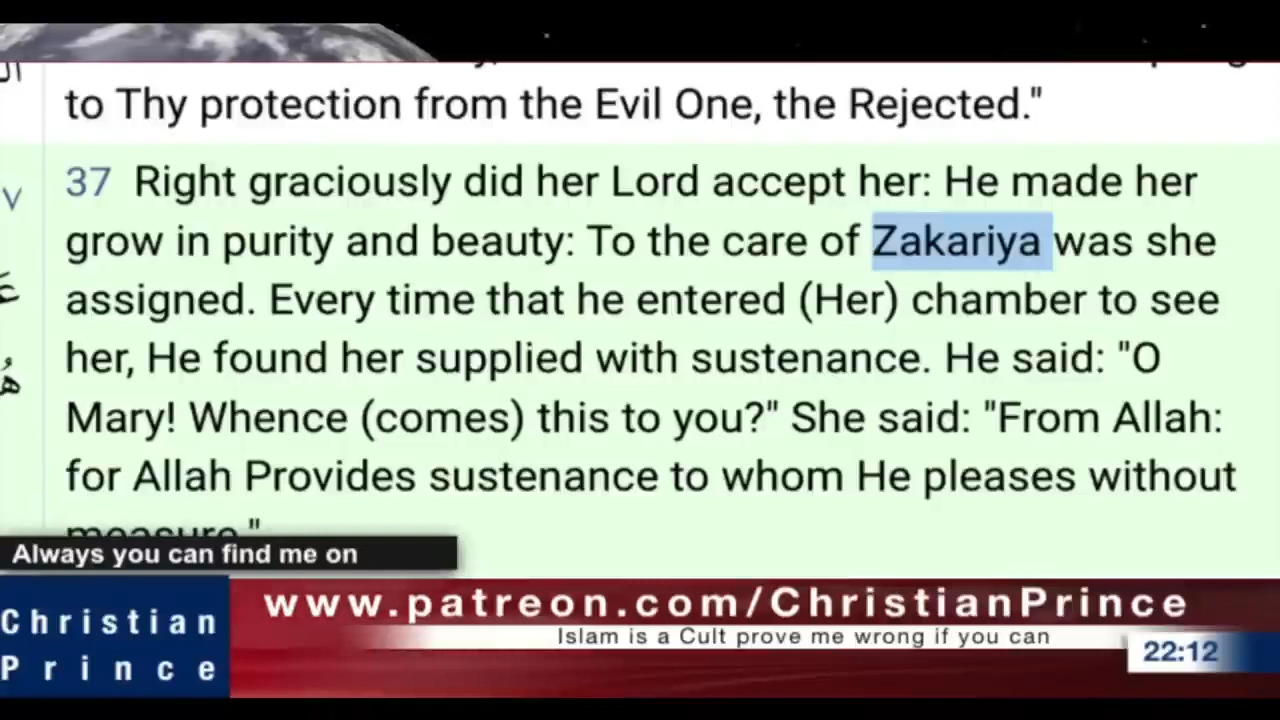 to Thy protection from the Evil One, the Rejected."
37 Right graciously did her Lord accept her: He made her
grow in purity and beauty: To the care of Zakariya was she
assigned. Every time that he entered (Her) chamber to see
her, He found her supplied with sustenance. He said: "O
Mary! Whence (comes) this to you?" She said: "From Allah:
for Allah Provides sustenance to whom He pleases without
measure."
Always you can find me on
Christian
Prince
www.patreon.com/ChristianPrince
Islam is a Cult prove me wrong if you can
22:12